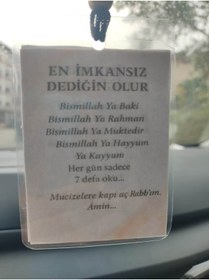 EN İMKANSIZ
DEDİĞİN OLUR
Bismillah Ya Baki
Bismillah Ya Rahman
Bismillah Ya Muktedir
Bismillah Ya Hayyum
Ya Kayyum
Her gün sadece
7 defa oku...
Mucizelere kapı aç Rabb'im.
Amin...